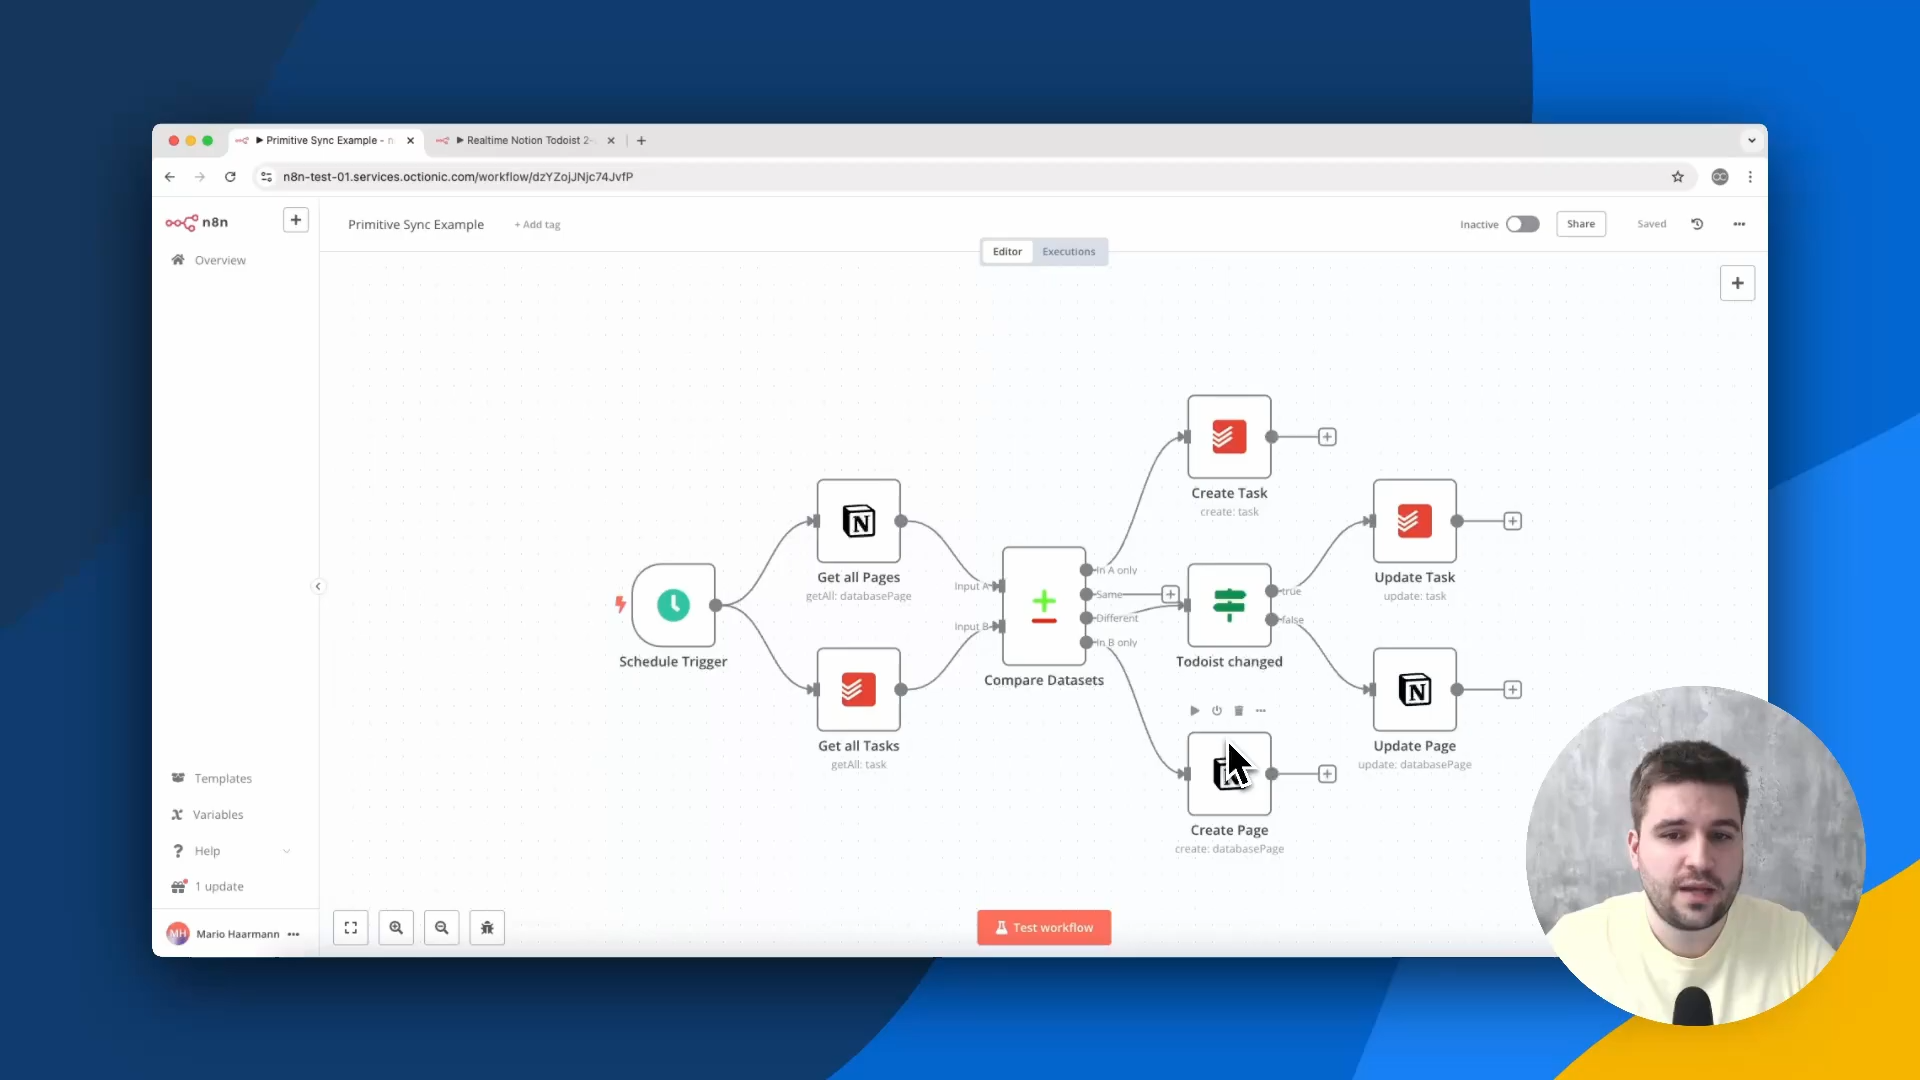 Primitive Sync Example - n
Realtime Notion Todoist 2-
n8n-test-01.services.octionic.com/workflow/dzYZojJNjc74JvfP
n8n
Primitive Sync Example
+ Add tag
Inactive
Share
Saved
Editor
Executions
Overview
Create Task
create: task
Get all Pages
getAll: databasePage
Update Task
update: task
Input A
Input B
In A only
Same
Different
In B only
true
false
Schedule Trigger
Compare Datasets
Todoist changed
Get all Tasks
getAll: task
Update Page
update: databasePage
Create Page
create: databasePage
Templates
Variables
Help
1 update
MH
Mario Haarmann
Test workflow